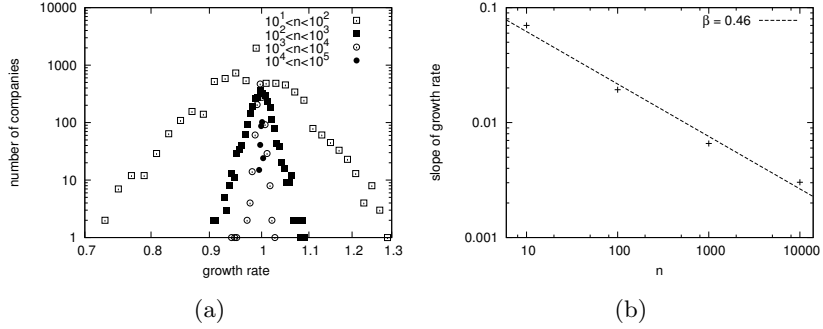 number of companies
10000
1000
100
10
1
0.7 0.8 0.9 1 1.1 1.2 1.3
growth rate
10¹<n<10²
10²<n<10³
10³<n<10⁴
10⁴<n<10⁵
(a)
slope of growth rate
0.1
0.01
0.001
10 100 1000 10000
n
β = 0.46
(b)